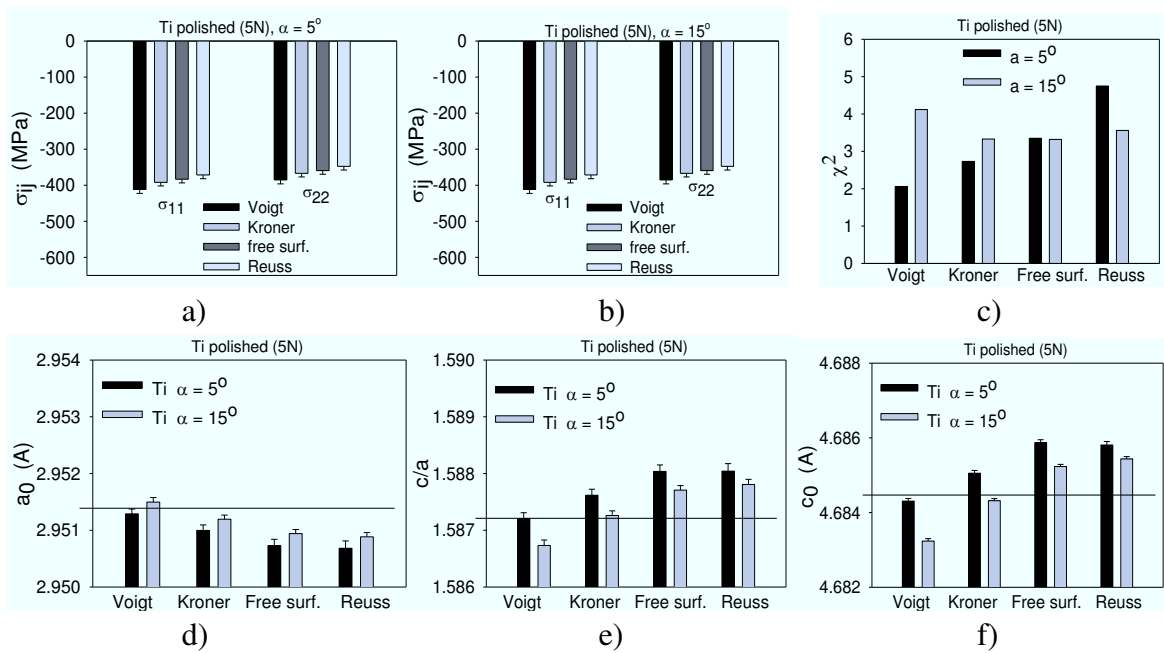 Ti polished (5N), α = 5o
0
-100
-200
-300
-400
-500
-600
σij (MPa)
σ11
σ22
Voigt
Kroner
free surf.
Reuss
a)
Ti polished (5N), α = 15o
0
-100
-200
-300
-400
-500
-600
σij (MPa)
σ11
σ22
Voigt
Kroner
free surf.
Reuss
b)
Ti polished (5N)
6
5
4
3
2
1
0
χ2
a = 5o
a = 15o
Voigt Kroner Free surf. Reuss
c)
Ti polished (5N)
2.954
2.953
2.952
2.951
2.950
a0 (A)
Ti α = 5o
Ti α = 15o
Voigt Kroner Free surf. Reuss
d)
Ti polished (5N)
1.590
1.589
1.588
1.587
1.586
c/a
Ti α = 5o
Ti α = 15o
Voigt Kroner Free surf. Reuss
e)
Ti polished (5N)
4.688
4.686
4.684
4.682
c0 (A)
Ti α = 5o
Ti α = 15o
Voigt Kroner Free surf. Reuss
f)